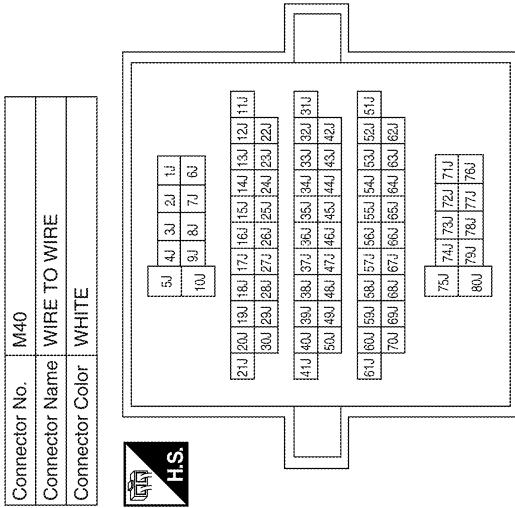 Connector No. M40
Connector Name WIRE TO WIRE
Connector Color WHITE
H.S.
5J 4J 3J 2J 1J
10J 9J 8J 7J 6J
21J 20J 19J 18J 17J 16J 15J 14J 13J 12J 11J
30J 29J 28J 27J 26J 25J 24J 23J 22J
41J 40J 39J 38J 37J 36J 35J 34J 33J 32J 31J
50J 49J 48J 47J 46J 45J 44J 43J 42J
61J 60J 59J 58J 57J 56J 55J 54J 53J 52J 51J
70J 69J 68J 67J 66J 65J 64J 63J 62J
75J 74J 73J 72J 71J
80J 79J 78J 77J 76J